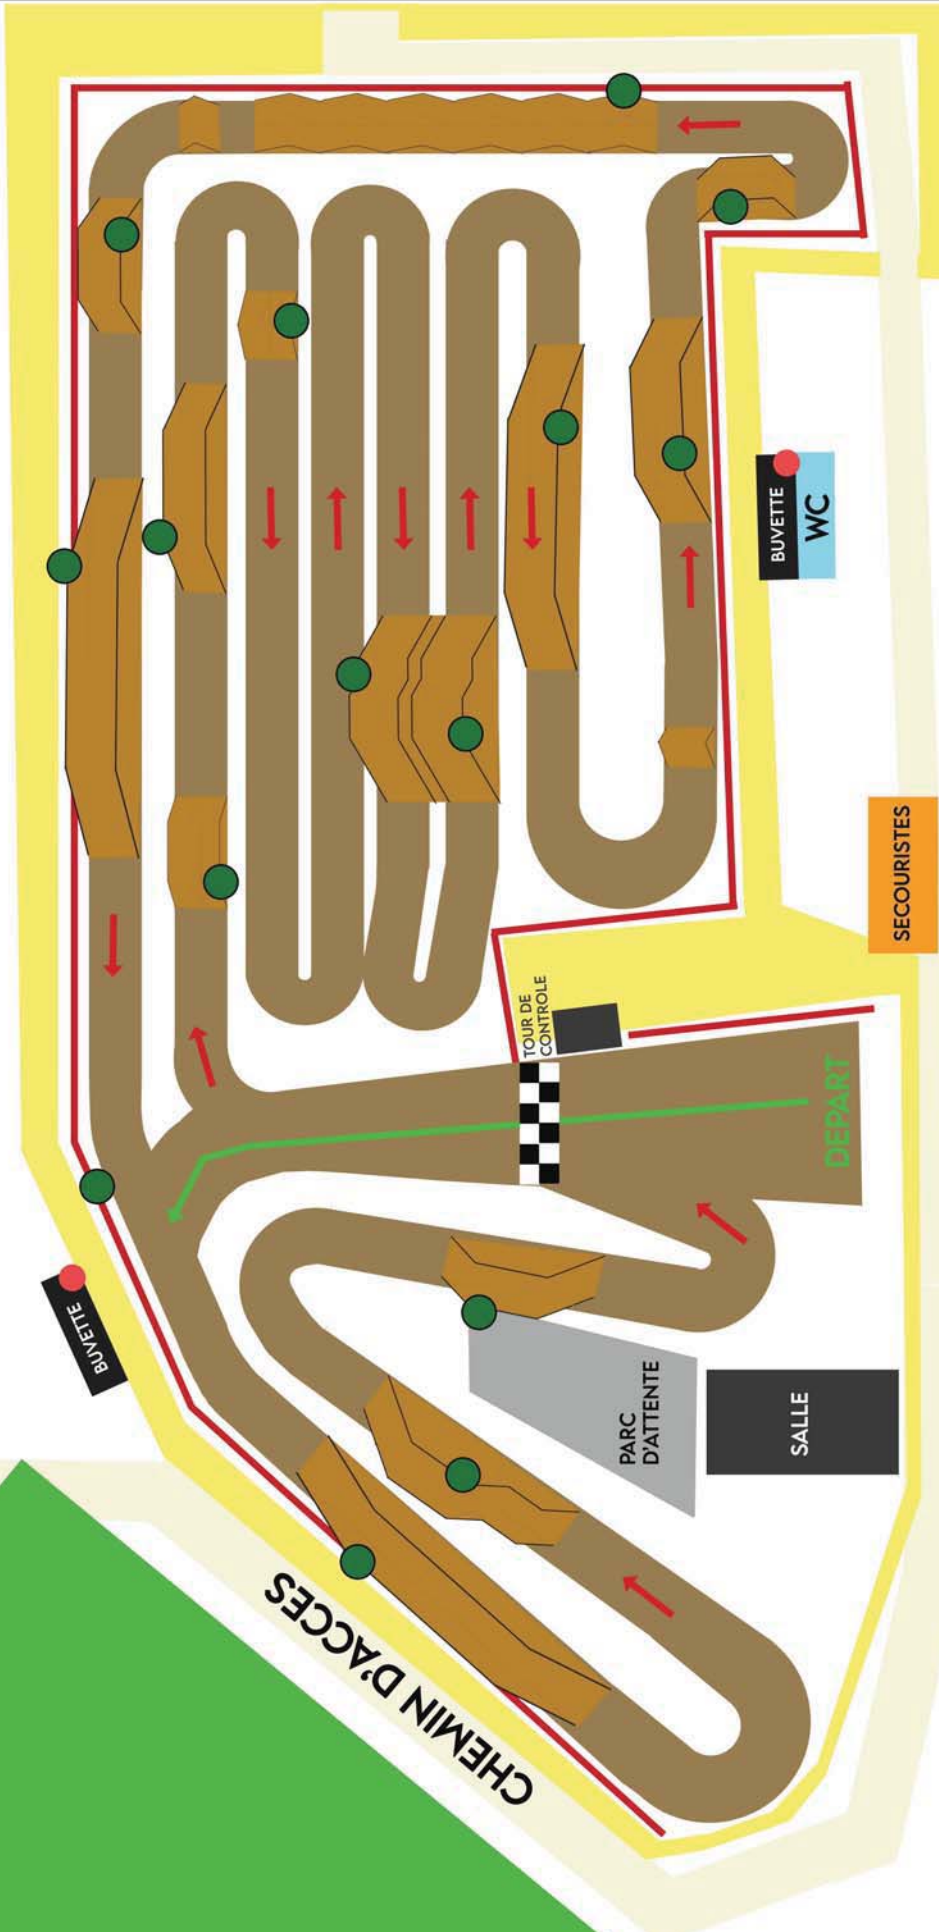 BUVETTE
WC
SECOURISTES
TOUR DE
CONTROLE
DEPART
BUVETTE
PARC
D'ATTENTE
SALLE
CHEMIN D'ACCES